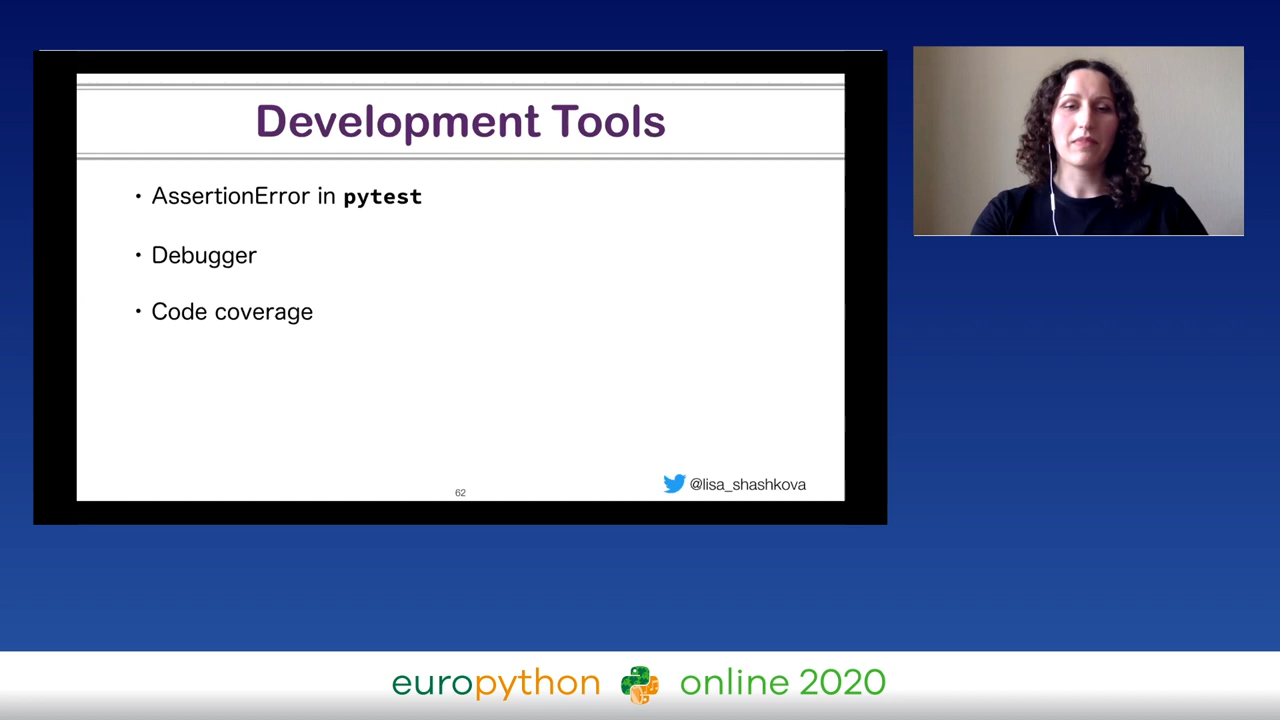 Development Tools
• AssertionError in pytest
• Debugger
• Code coverage
62
@lisa_shashkova
europython online 2020